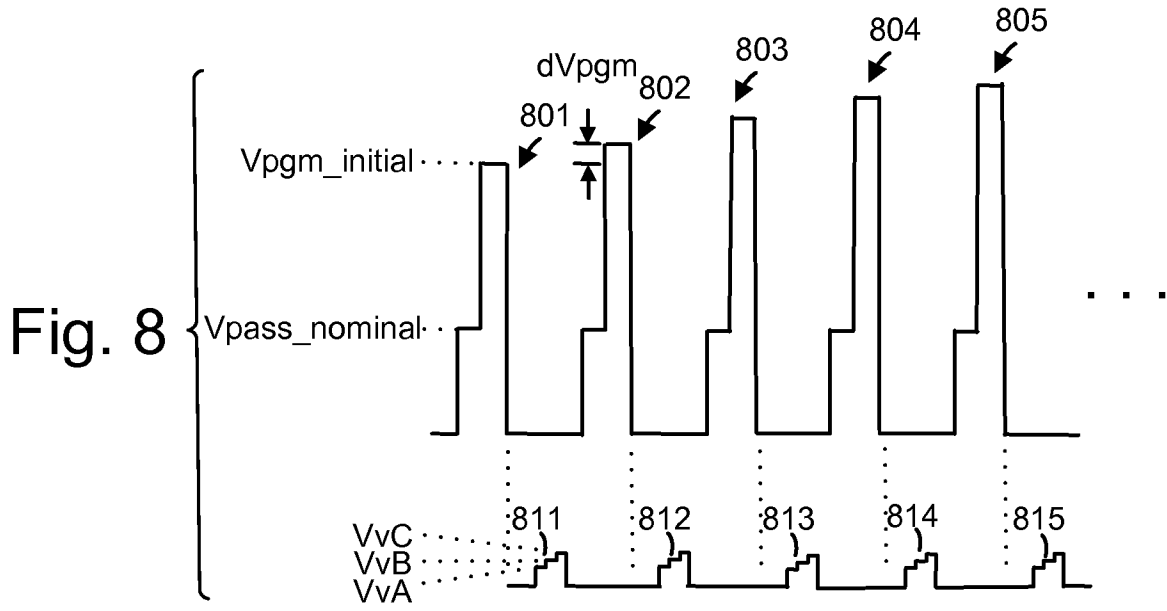 805
804
803
dVpgm
802
801
Vpgm_initial
Fig. 8
Vpass_nominal
. . .
811
812
813
814
815
VvC
VvB
VvA